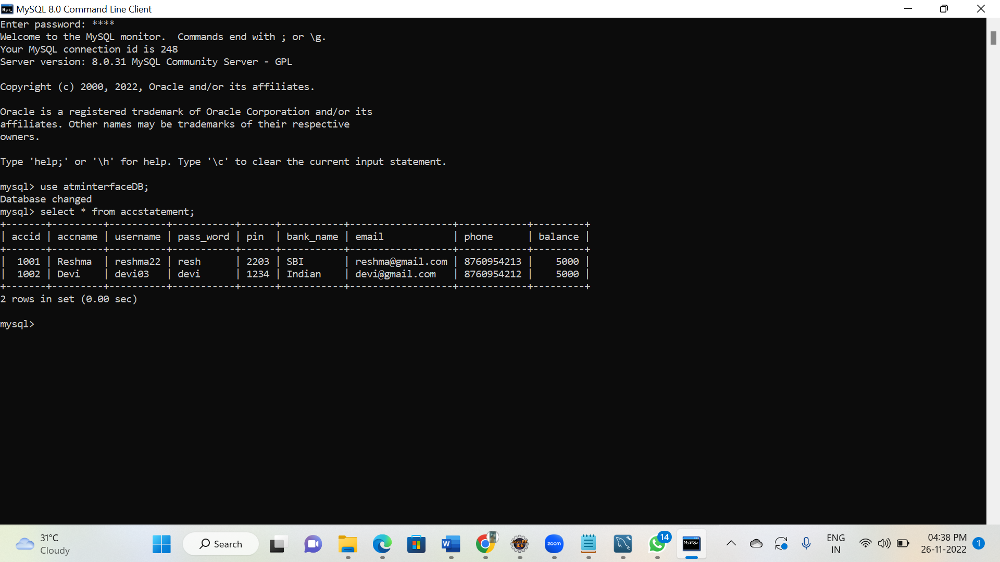 MySQL 8.0 Command Line Client
Enter password: ****
Welcome to the MySQL monitor.  Commands end with ; or \g.
Your MySQL connection id is 248
Server version: 8.0.31 MySQL Community Server - GPL
Copyright (c) 2000, 2022, Oracle and/or its affiliates.
Oracle is a registered trademark of Oracle Corporation and/or its
affiliates. Other names may be trademarks of their respective
owners.
Type 'help;' or '\h' for help. Type '\c' to clear the current input statement.
mysql> use atminterfaceDB;
Database changed
mysql> select * from accstatement;
+-------+---------+----------+-----------+------+-----------+------------------+------------+---------+
| accid | accname | username | pass_word | pin  | bank_name | email            | phone      | balance |
+-------+---------+----------+-----------+------+-----------+------------------+------------+---------+
|  1001 | Reshma  | reshma22 | resh      | 2203 | SBI       | reshma@gmail.com | 8760954213 |    5000 |
|  1002 | Devi    | devi03   | devi      | 1234 | Indian    | devi@gmail.com   | 8760954212 |    5000 |
+-------+---------+----------+-----------+------+-----------+------------------+------------+---------+
2 rows in set (0.00 sec)
mysql>
31°C
Cloudy
Search
W
Java EE
IDE
zoom
14
MySQL>
ENG
IN
04:38 PM
26-11-2022
1